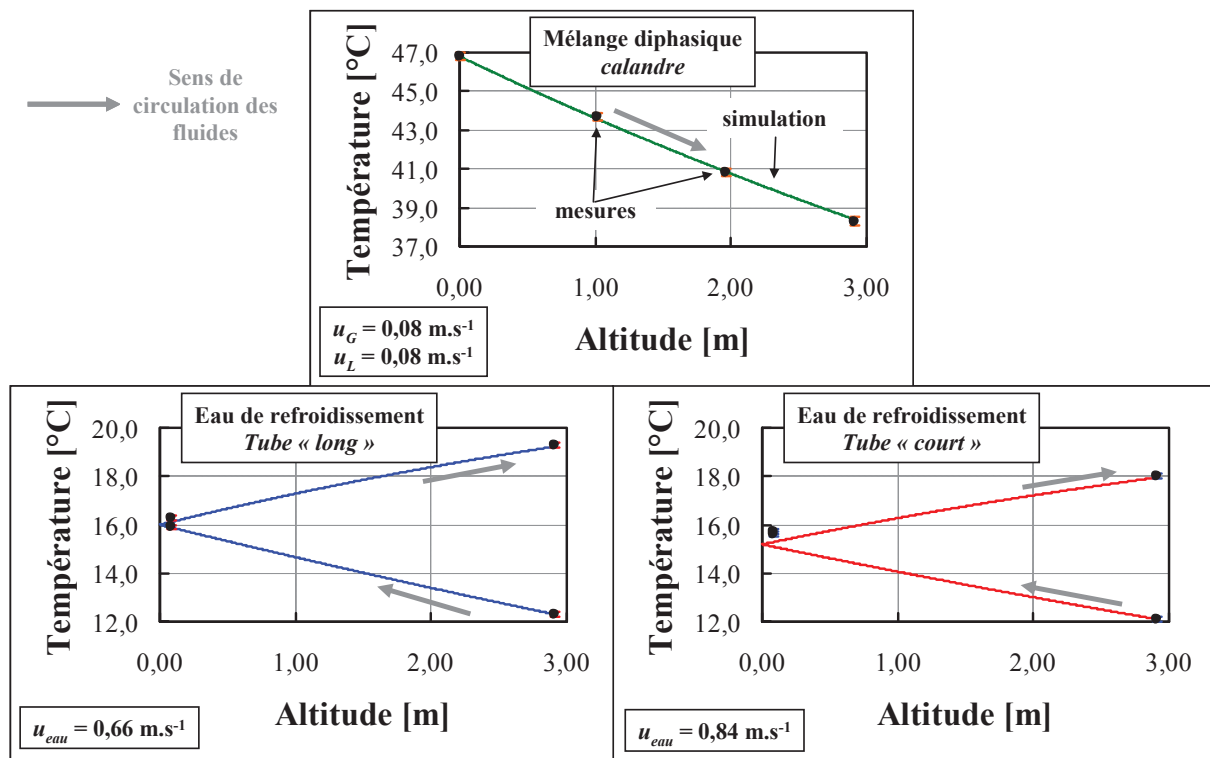 Sens de
circulation des
fluides
Mélange diphasique
calandre
Température [°C]
47,0
45,0
43,0
41,0
39,0
37,0
simulation
mesures
0,00
1,00
2,00
3,00
Altitude [m]
u_G = 0,08 m.s⁻¹
u_L = 0,08 m.s⁻¹
Eau de refroidissement
Tube « long »
Température [°C]
20,0
18,0
16,0
14,0
12,0
0,00
1,00
2,00
3,00
Altitude [m]
u_eau = 0,66 m.s⁻¹
Eau de refroidissement
Tube « court »
Température [°C]
20,0
18,0
16,0
14,0
12,0
0,00
1,00
2,00
3,00
Altitude [m]
u_eau = 0,84 m.s⁻¹